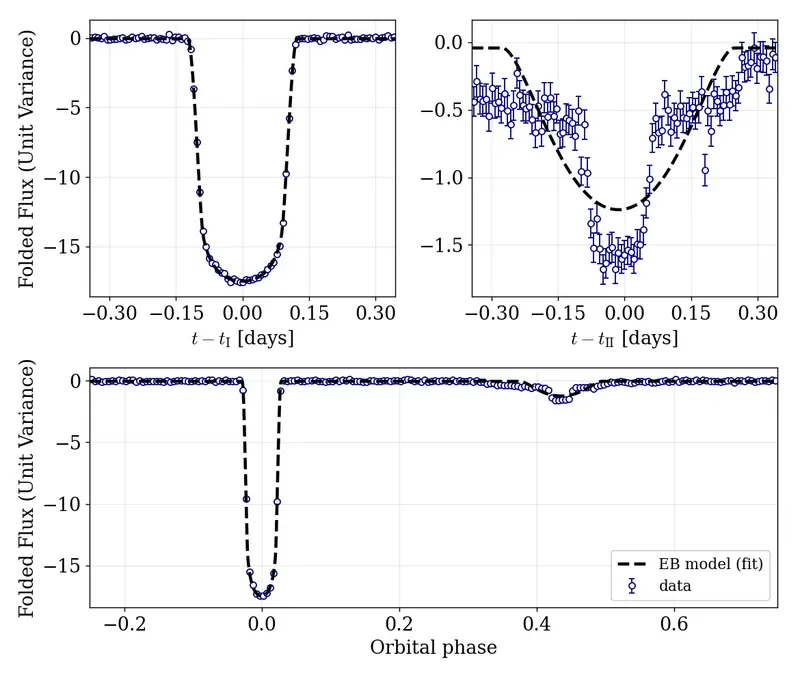 Folded Flux (Unit Variance)
0
−5
−10
−15
−0.30 −0.15 0.00 0.15 0.30
t − tI [days]
0.0
−0.5
−1.0
−1.5
−0.30 −0.15 0.00 0.15 0.30
t − tII [days]
Folded Flux (Unit Variance)
0
−5
−10
−15
EB model (fit)
data
−0.2 0.0 0.2 0.4 0.6
Orbital phase